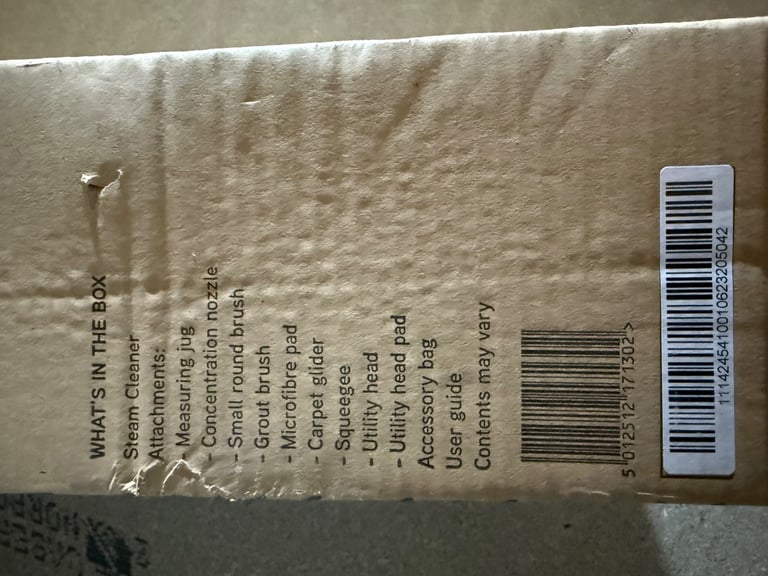 WHAT'S IN THE BOX
Steam Cleaner
Attachments:
- Measuring jug
- Concentration nozzle
- Small round brush
- Grout brush
- Microfibre pad
- Carpet glider
- Squeegee
- Utility head
- Utility head pad
Accessory bag
User guide
Contents may vary
5 012512 171302>
1114245410010623205042